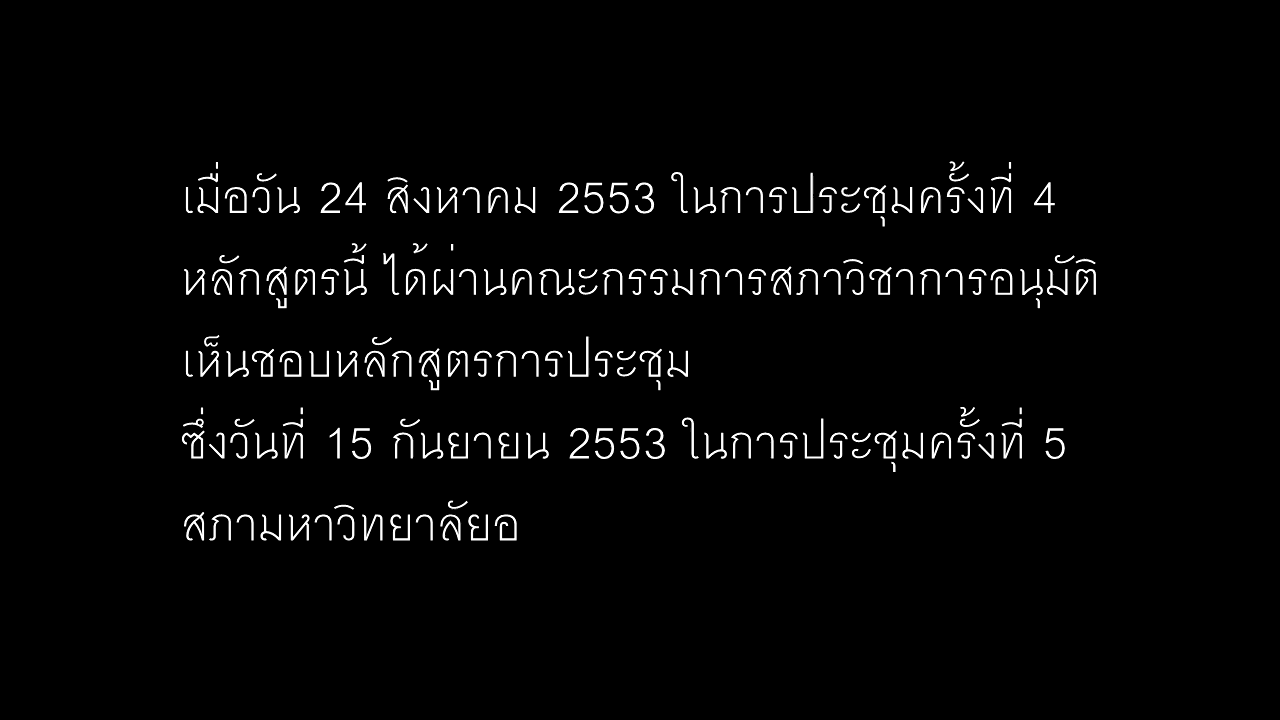 เมื่อวัน 24 สิงหาคม 2553 ในการประชุมครั้งที่ 4
หลักสูตรนี้ ได้ผ่านคณะกรรมการสภาวิชาการอนุมัติ
เห็นชอบหลักสูตรการประชุม
ซึ่งวันที่ 15 กันยายน 2553 ในการประชุมครั้งที่ 5
สภามหาวิทยาลัยอ